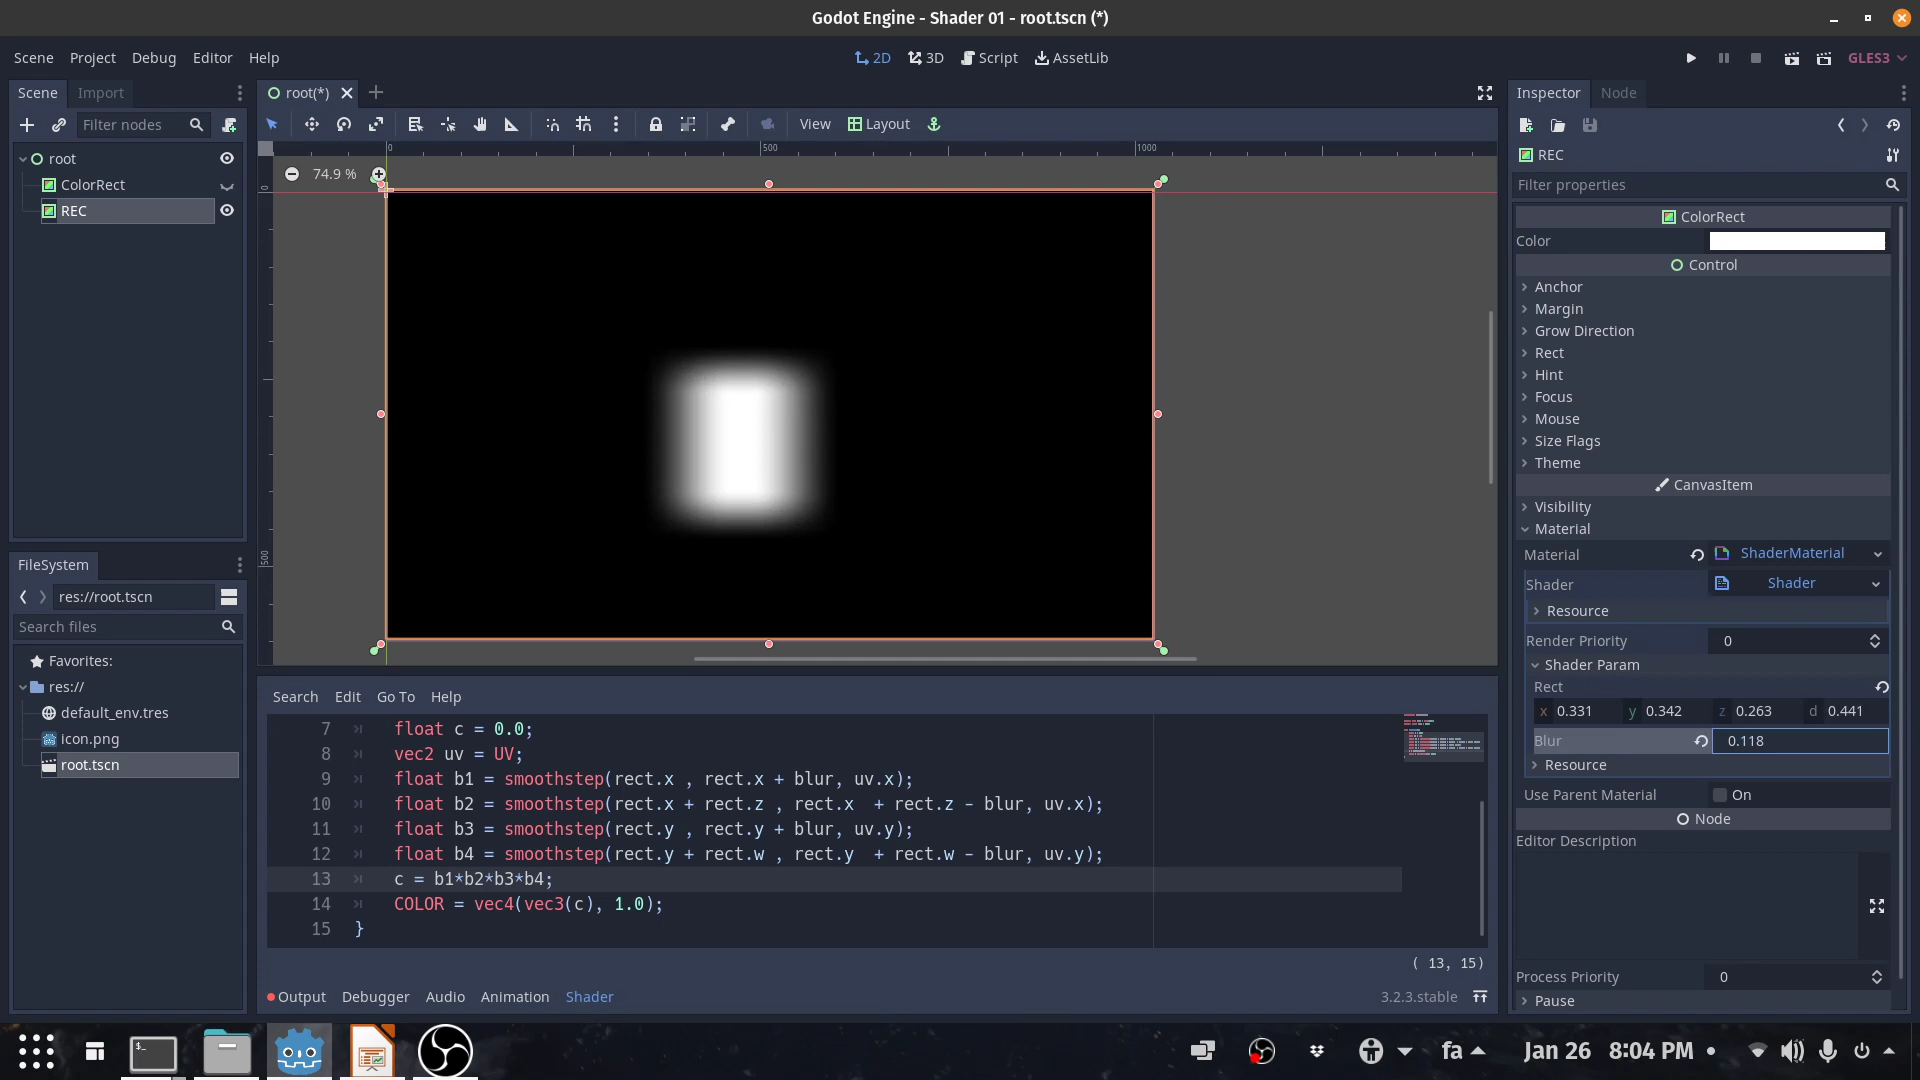 Godot Engine - Shader 01 - root.tscn (*)
Scene Project Debug Editor Help
2D 3D Script AssetLib
GLES3
Scene Import
Filter nodes
root
ColorRect
REC
root(*)
View Layout
0 500 1000
74.9 %
0
500
FileSystem
res://root.tscn
Search files
Favorites:
res://
default_env.tres
icon.png
root.tscn
Search Edit Go To Help
7 float c = 0.0;
8 vec2 uv = UV;
9 float b1 = smoothstep(rect.x , rect.x + blur, uv.x);
10 float b2 = smoothstep(rect.x + rect.z , rect.x  + rect.z - blur, uv.x);
11 float b3 = smoothstep(rect.y , rect.y + blur, uv.y);
12 float b4 = smoothstep(rect.y + rect.w , rect.y  + rect.w - blur, uv.y);
13 c = b1*b2*b3*b4;
14 COLOR = vec4(vec3(c), 1.0);
15 }
( 13, 15)
Output Debugger Audio Animation Shader
3.2.3.stable
Inspector Node
REC
Filter properties
ColorRect
Color
Control
Anchor
Margin
Grow Direction
Rect
Hint
Focus
Mouse
Size Flags
Theme
CanvasItem
Visibility
Material
Material ShaderMaterial
Shader Shader
Resource
Render Priority 0
Shader Param
Rect
x 0.331 y 0.342 z 0.263 d 0.441
Blur 0.118
Resource
Use Parent Material On
Node
Editor Description
Process Priority 0
Pause
fa Jan 26 8:04 PM